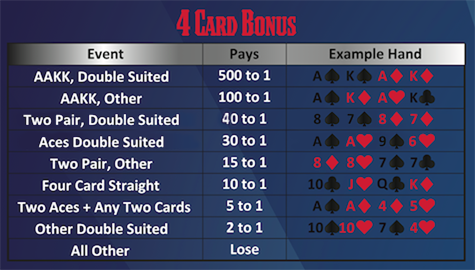 4 CARD BONUS
Event Pays Example Hand
AAKK, Double Suited 500 to 1 A♠ K♠ A♦ K♦
AAKK, Other 100 to 1 A♠ K♦ A♥ K♣
Two Pair, Double Suited 40 to 1 8♠ 7♠ 8♦ 7♦
Aces Double Suited 30 to 1 A♠ A♥ 9♠ 6♥
Two Pair, Other 15 to 1 8♦ 8♥ 7♠ 7♣
Four Card Straight 10 to 1 10♣ J♥ Q♣ K♦
Two Aces + Any Two Cards 5 to 1 A♠ A♦ 4♦ 5♥
Other Double Suited 2 to 1 10♠ 10♥ 7♠ 4♥
All Other Lose